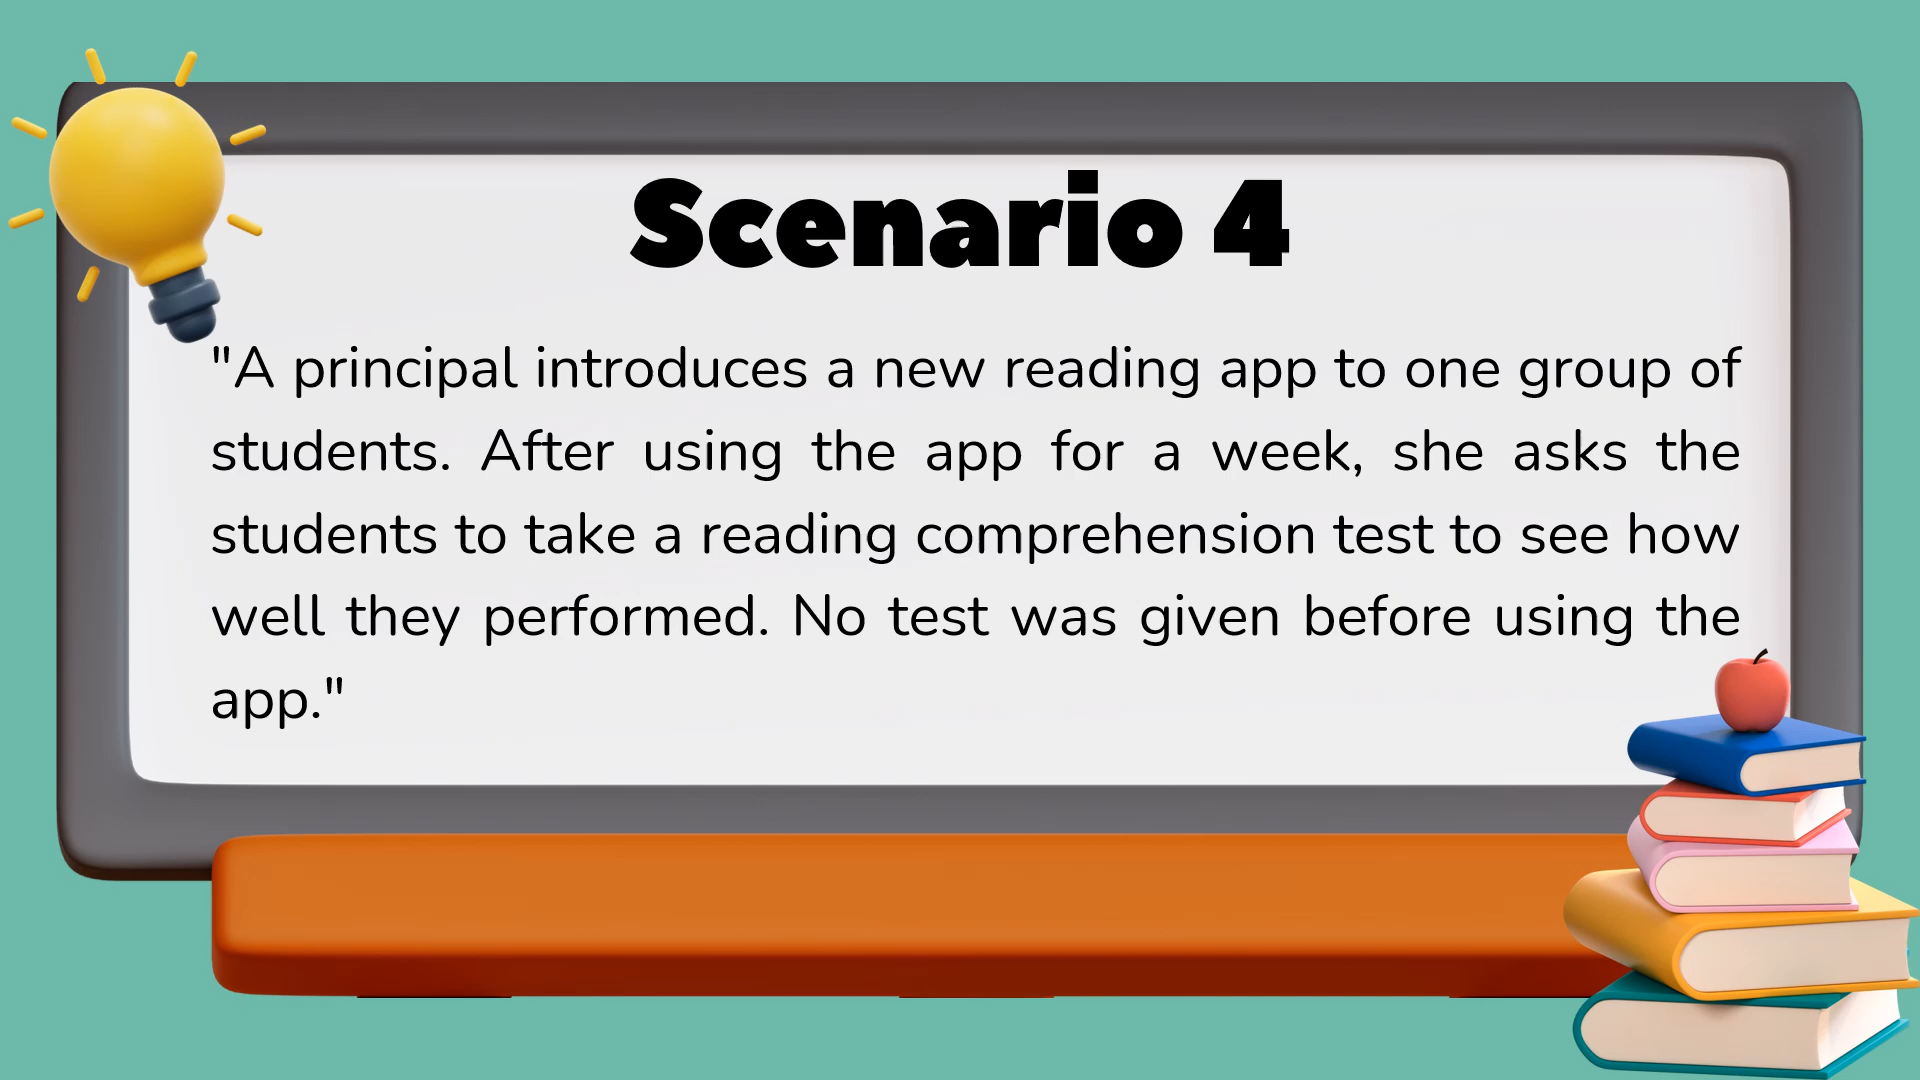 Scenario 4
"A principal introduces a new reading app to one group of
students. After using the app for a week, she asks the
students to take a reading comprehension test to see how
well they performed. No test was given before using the
app."